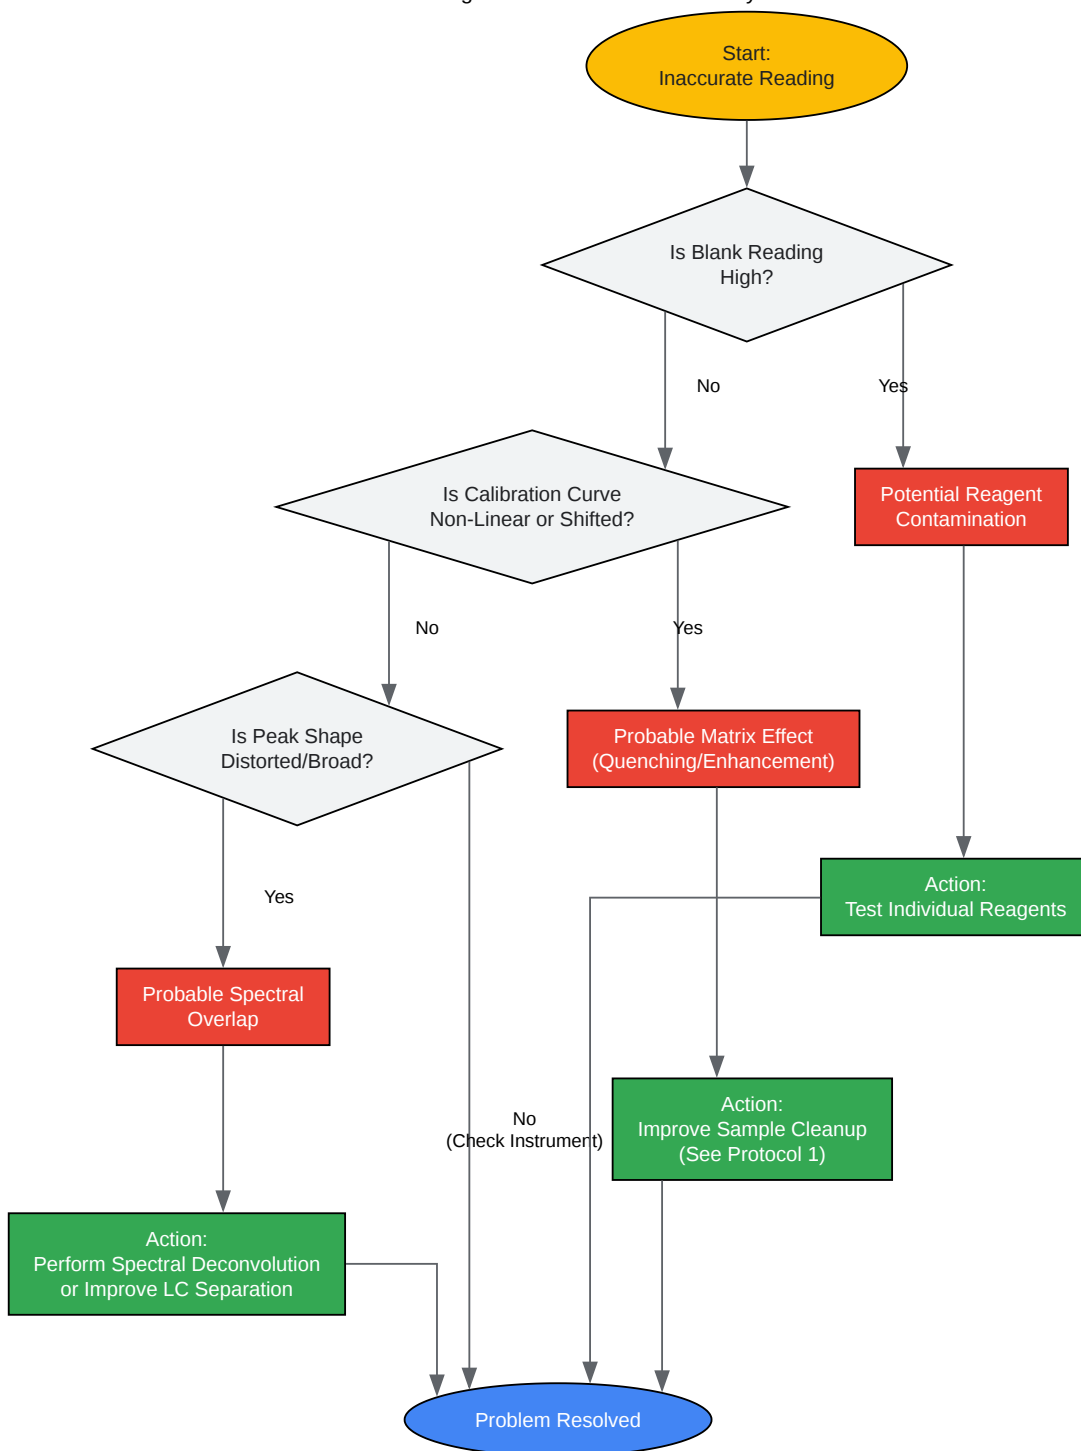 Start:
Inaccurate Reading
Is Blank Reading
High?
No
Yes
Is Calibration Curve
Non-Linear or Shifted?
Potential Reagent
Contamination
No
Yes
Is Peak Shape
Distorted/Broad?
Probable Matrix Effect
(Quenching/Enhancement)
Yes
Action:
Test Individual Reagents
Probable Spectral
Overlap
No
(Check Instrument)
Action:
Improve Sample Cleanup
(See Protocol 1)
Action:
Perform Spectral Deconvolution
or Improve LC Separation
Problem Resolved